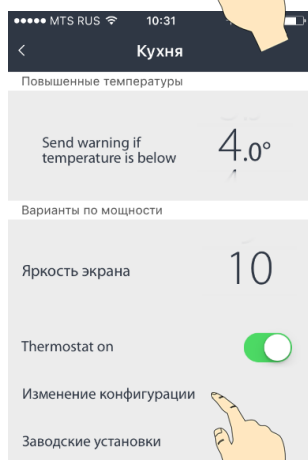 MTS RUS 10:31
Кухня
Повышенные температуры
Send warning if
temperature is below
4.0°
Варианты по мощности
Яркость экрана 10
Thermostat on
Изменение конфигурации
Заводские установки